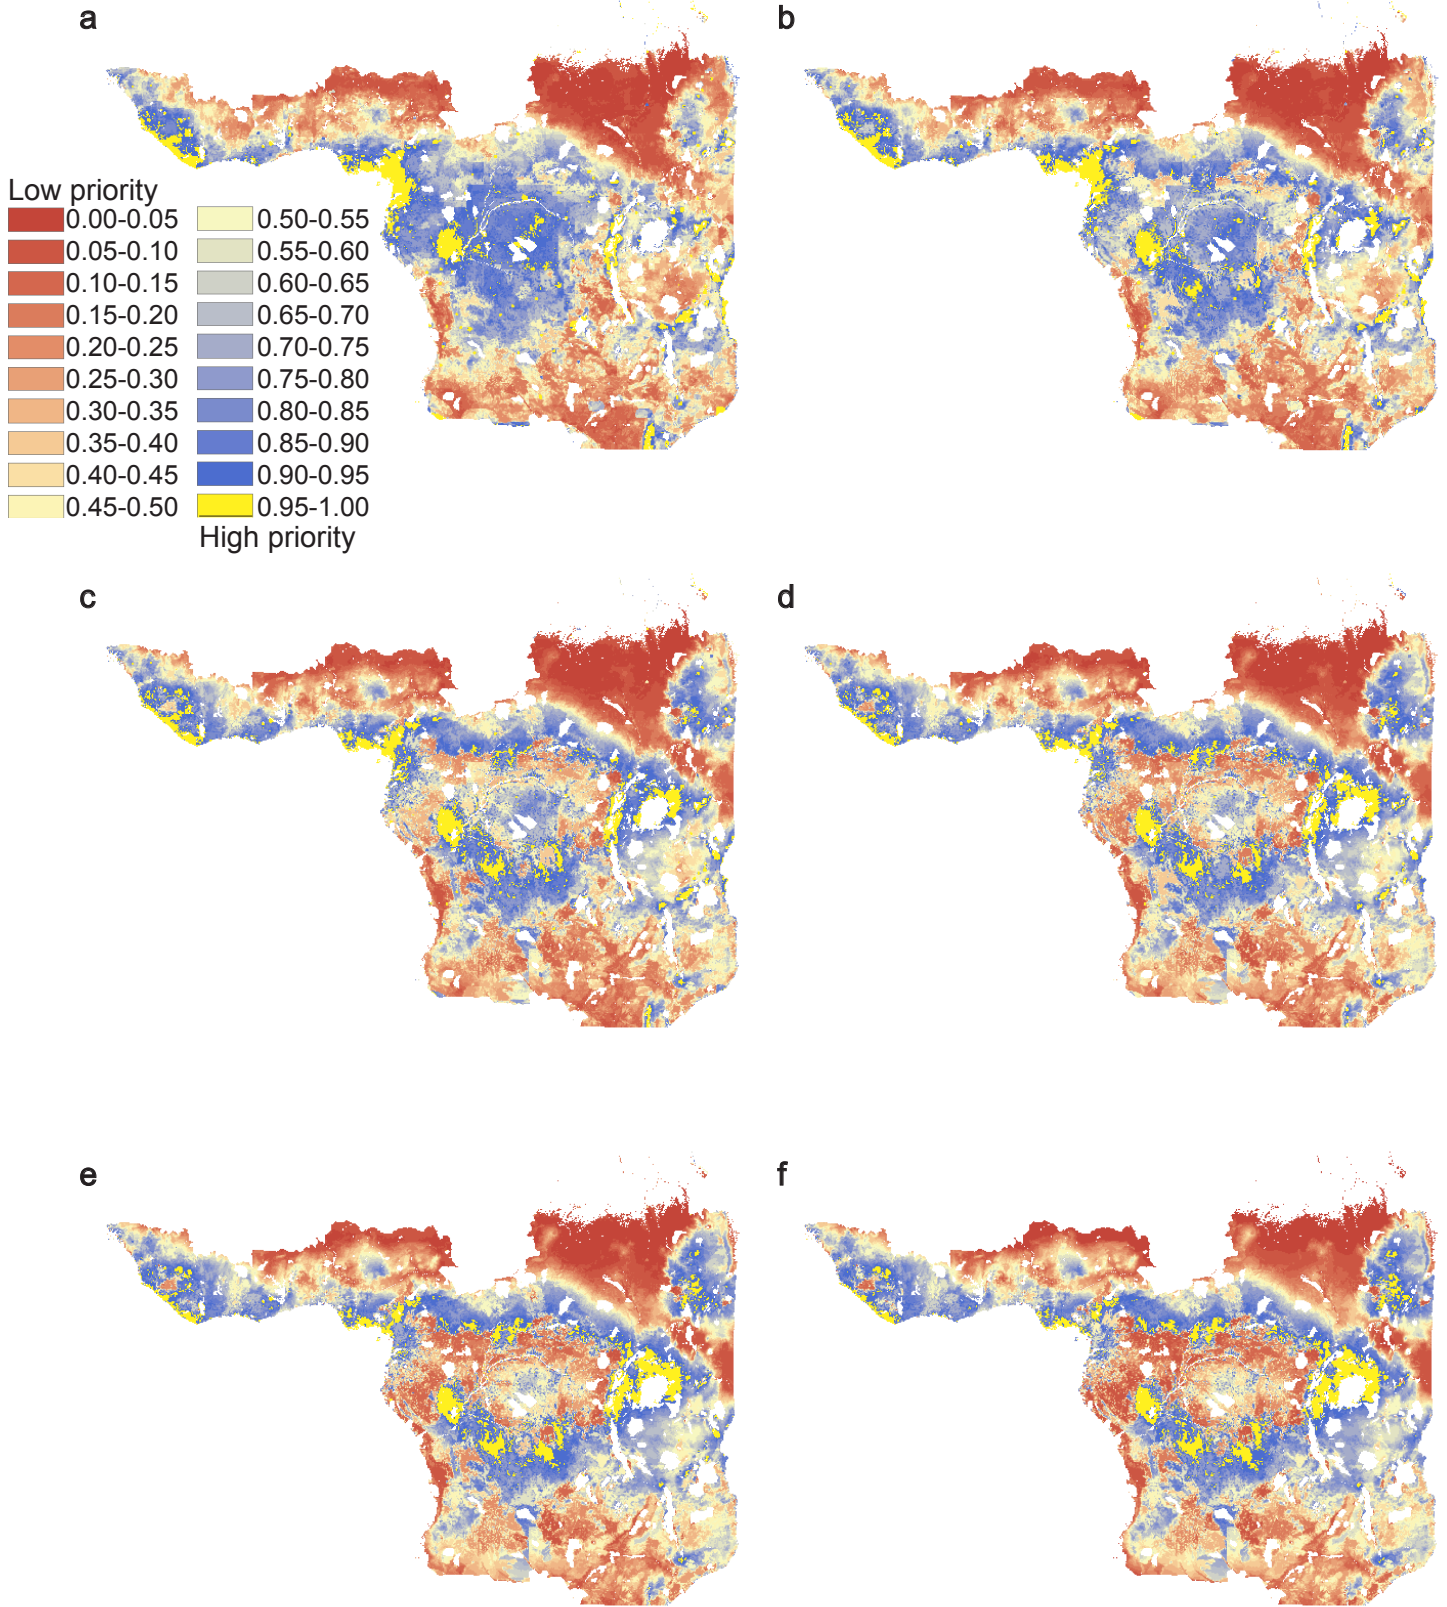 a
b
Low priority
0.00-0.05 0.50-0.55
0.05-0.10 0.55-0.60
0.10-0.15 0.60-0.65
0.15-0.20 0.65-0.70
0.20-0.25 0.70-0.75
0.25-0.30 0.75-0.80
0.30-0.35 0.80-0.85
0.35-0.40 0.85-0.90
0.40-0.45 0.90-0.95
0.45-0.50 0.95-1.00
High priority
c
d
e
f